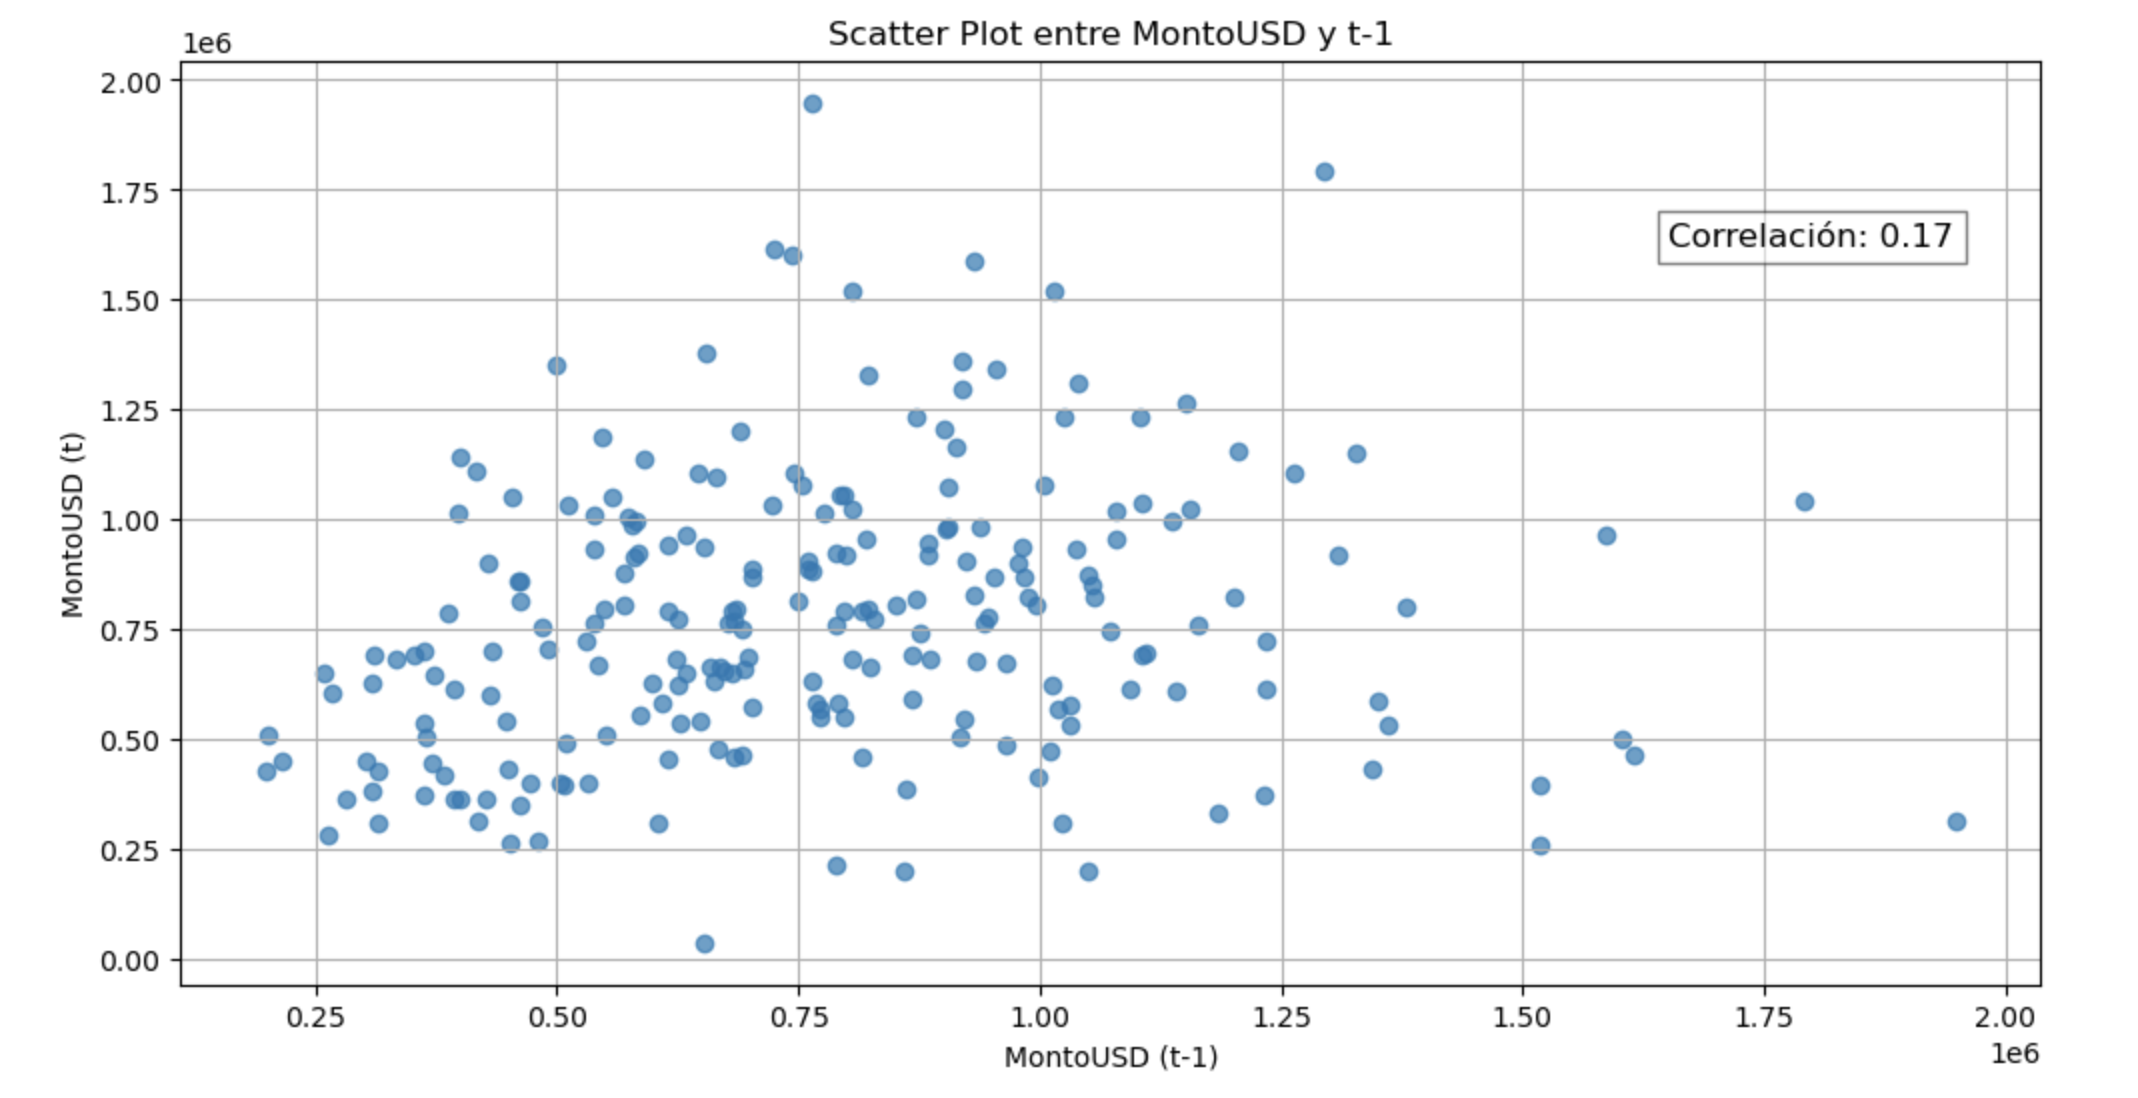 Scatter Plot entre MontoUSD y t-1
1e6
2.00
1.75
1.50
1.25
1.00
0.75
0.50
0.25
0.00
MontoUSD (t)
Correlación: 0.17
0.25 0.50 0.75 1.00 1.25 1.50 1.75 2.00
MontoUSD (t-1)
1e6